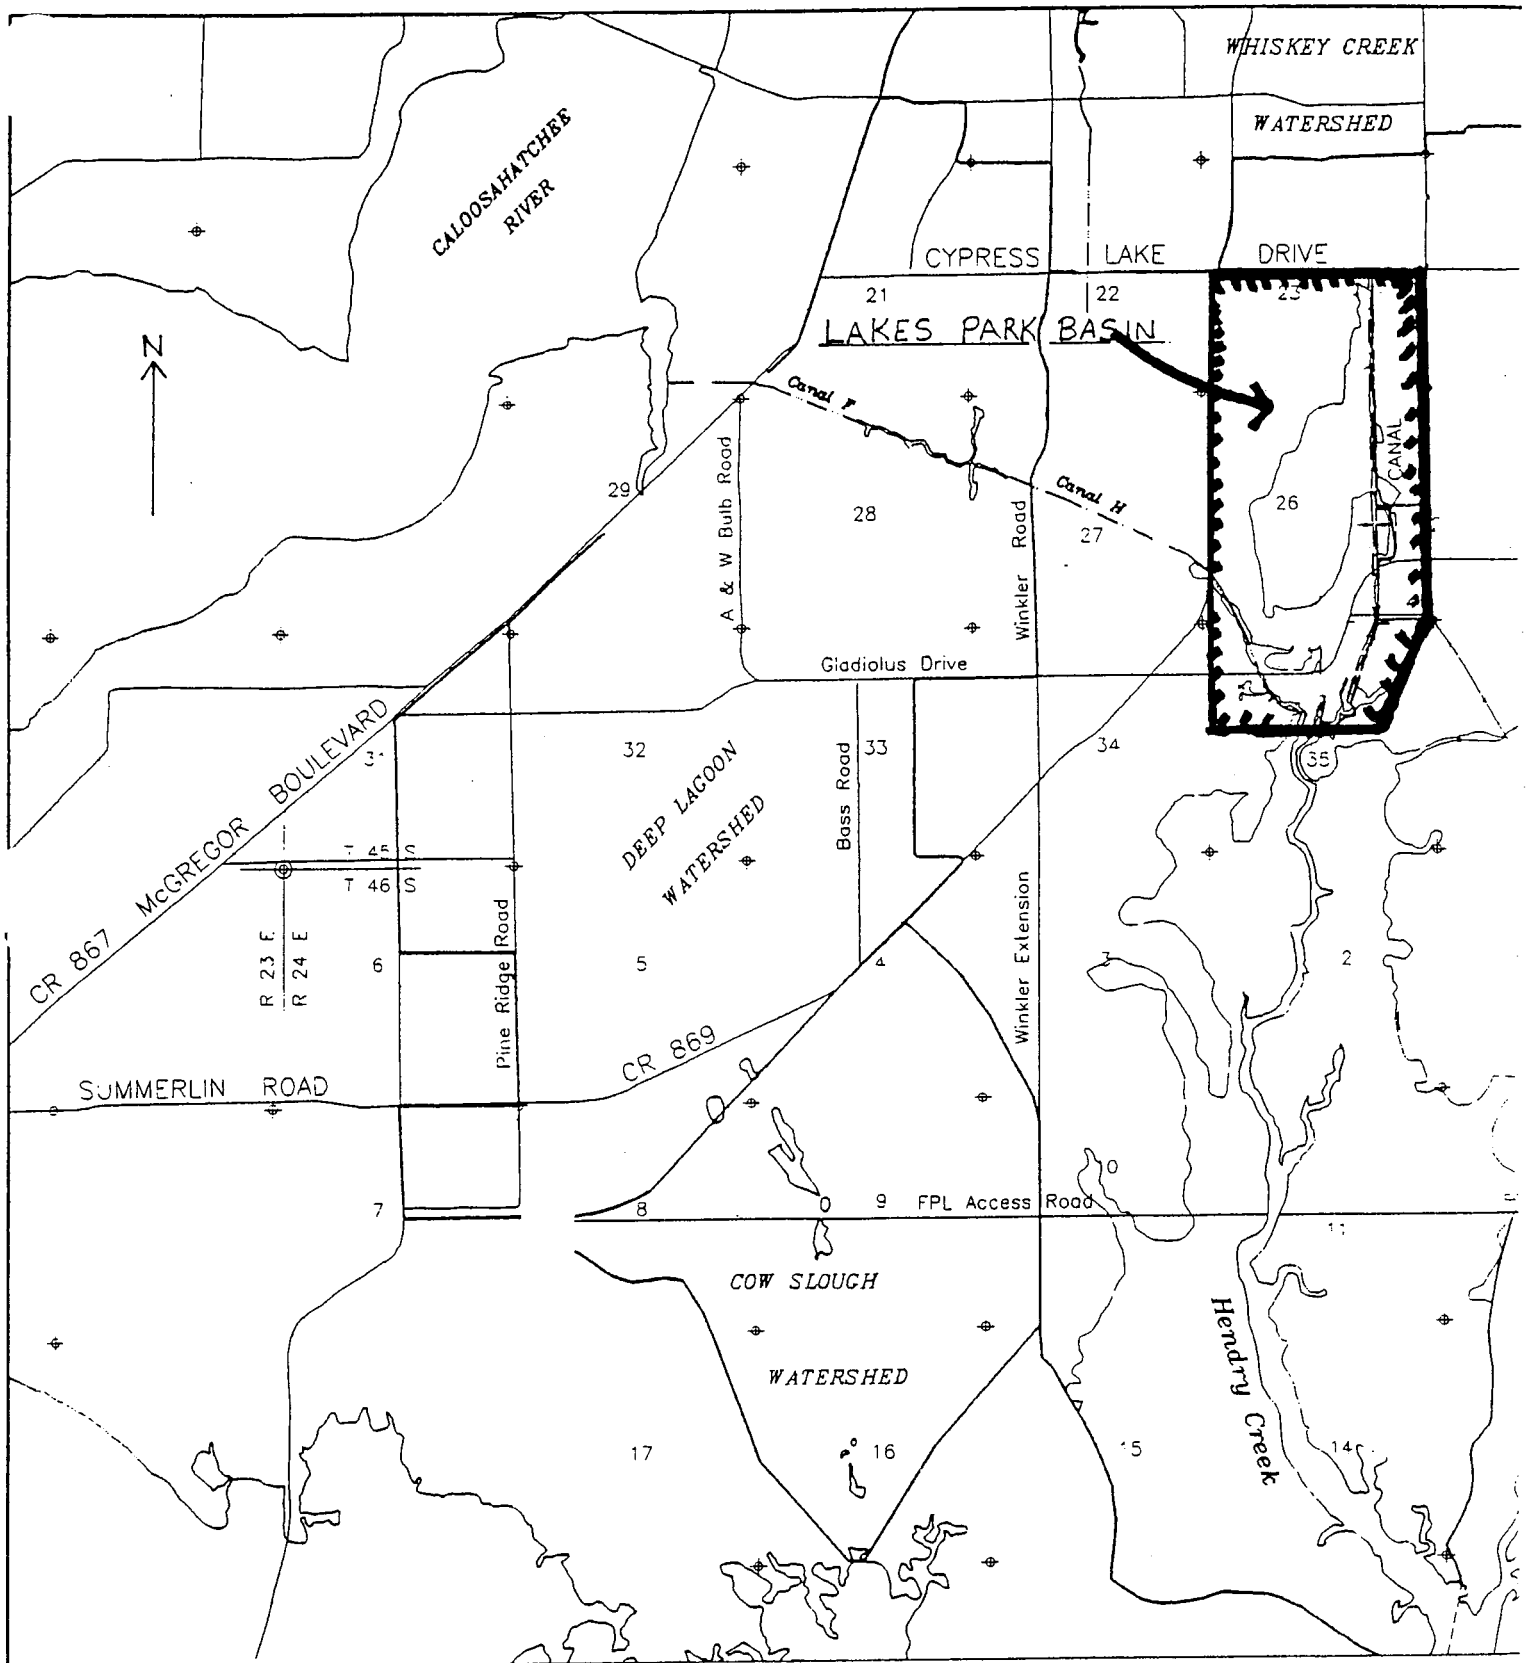 WHISKEY CREEK
WATERSHED
CALOOSAHATCHEE
RIVER
CYPRESS LAKE DRIVE
21
22
23
LAKES PARK BASIN
N
Canal F
CANAL
29
A & W Bulb Road
28
Winkler Road
Canal H
27
26
Gladiolus Drive
31
32
DEEP LAGOON
WATERSHED
Bass Road
33
34
35
CR 867 McGREGOR BOULEVARD
T 45 S
T 46 S
R 23 E
R 24 E
6
Pine Ridge Road
5
4
Winkler Extension
3
2
CR 869
SUMMERLIN ROAD
7
8
9
FPL Access Road
11
COW SLOUGH
WATERSHED
Hendry Creek
17
16
15
14